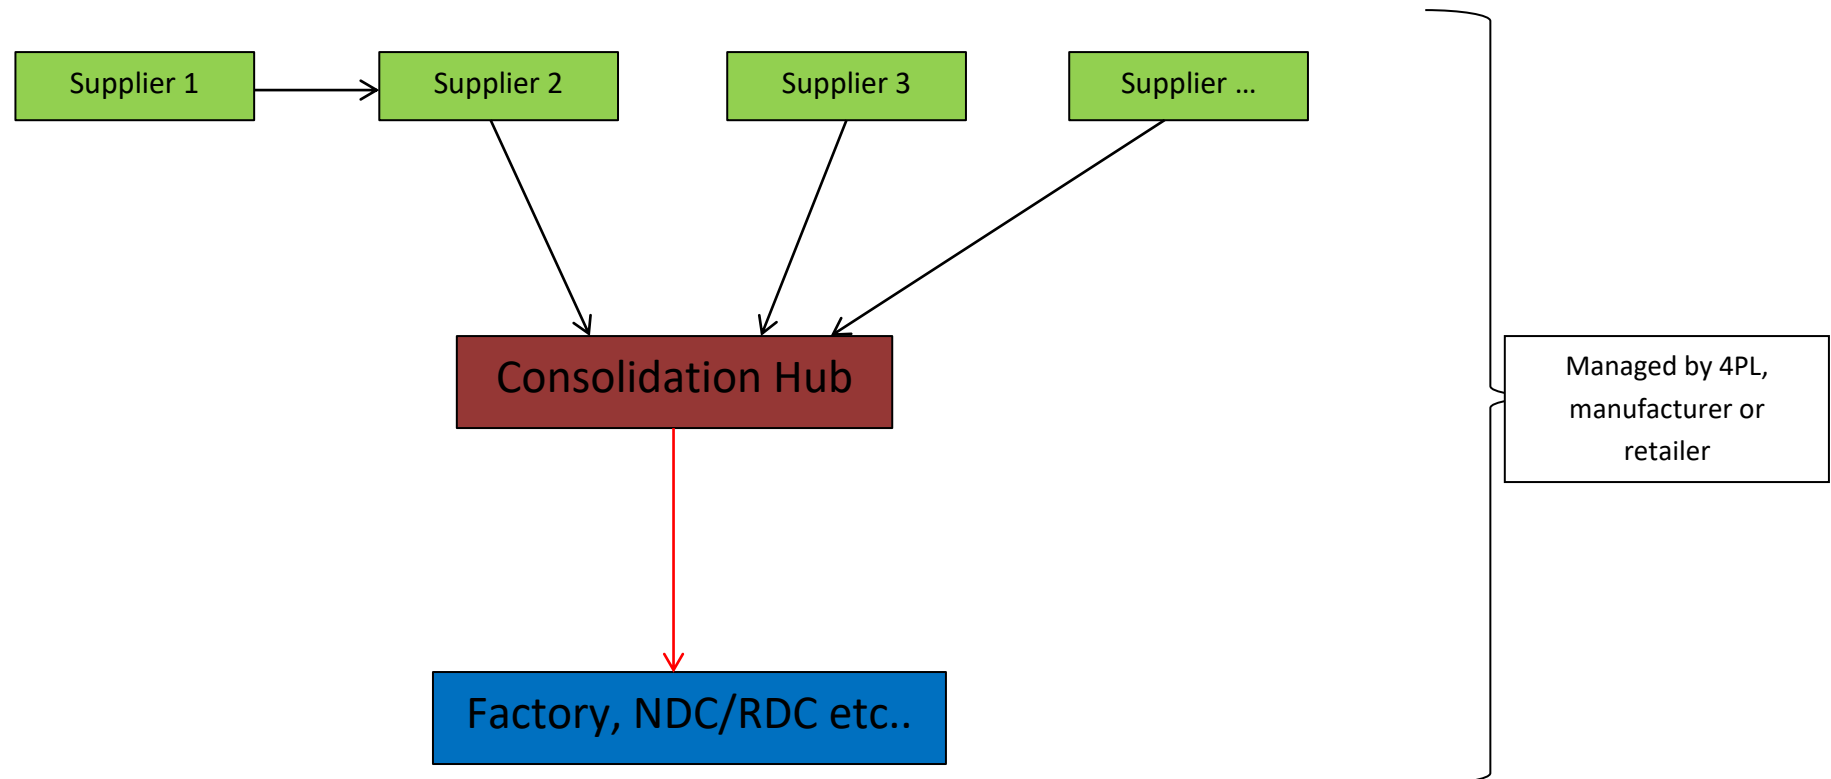 Supplier 1
Supplier 2
Supplier 3
Supplier ...
Consolidation Hub
Managed by 4PL,
manufacturer or
retailer
Factory, NDC/RDC etc..